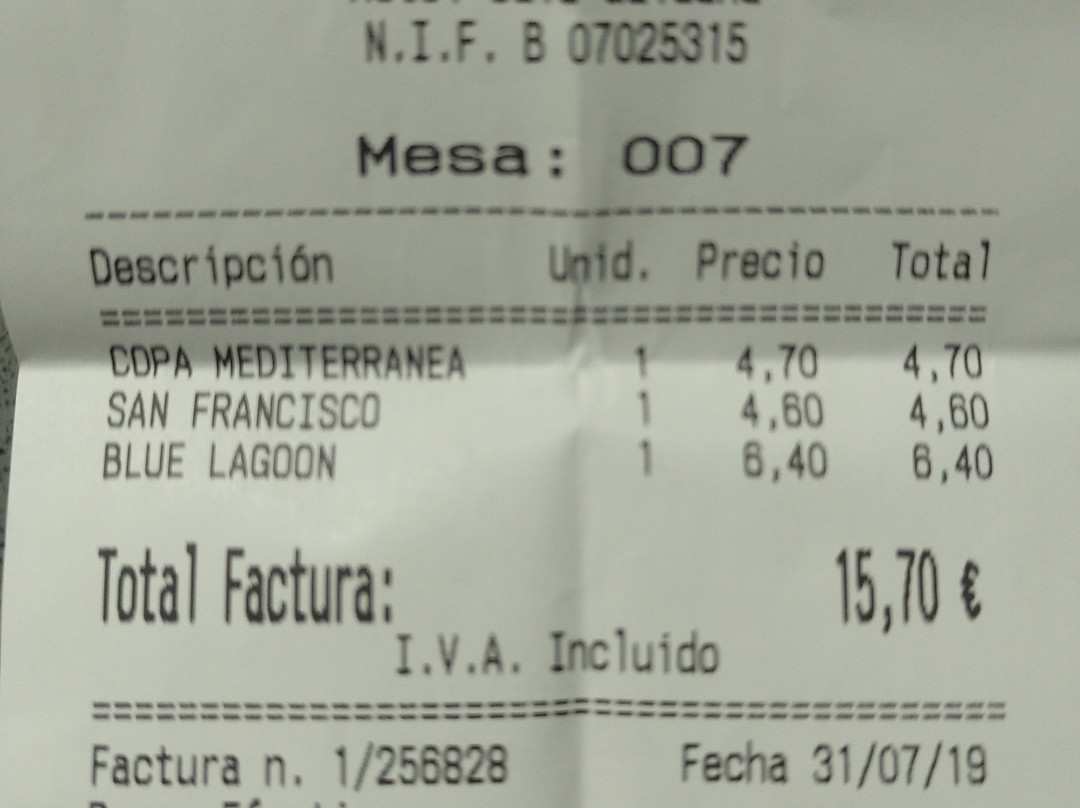 N.I.F. B 07025315
Mesa: 007
Descripción Unid. Precio Total
COPA MEDITERRANEA 1 4,70 4,70
SAN FRANCISCO 1 4,60 4,60
BLUE LAGOON 1 6,40 6,40
Total Factura: 15,70 €
I.V.A. Incluido
Factura n. 1/256828 Fecha 31/07/19